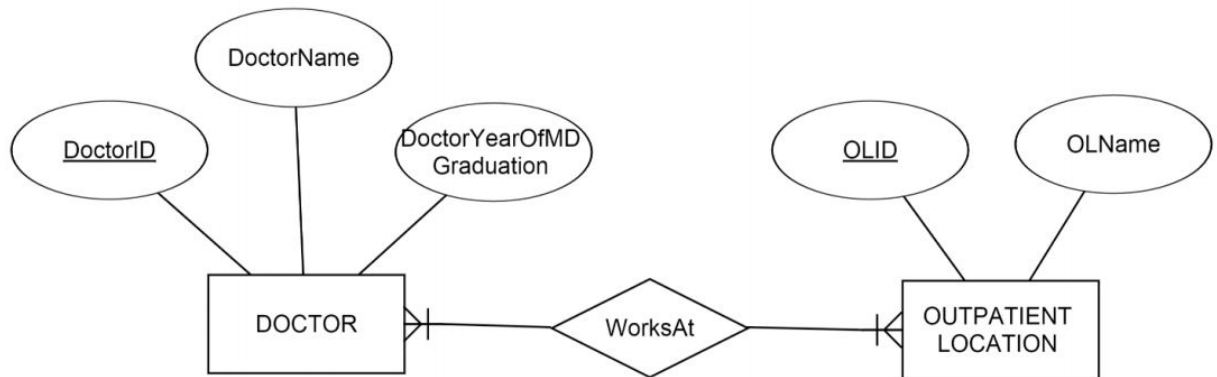 DoctorName
DoctorID
DoctorYearOfMD
Graduation
OLID
OLName
DOCTOR
WorksAt
OUTPATIENT
LOCATION